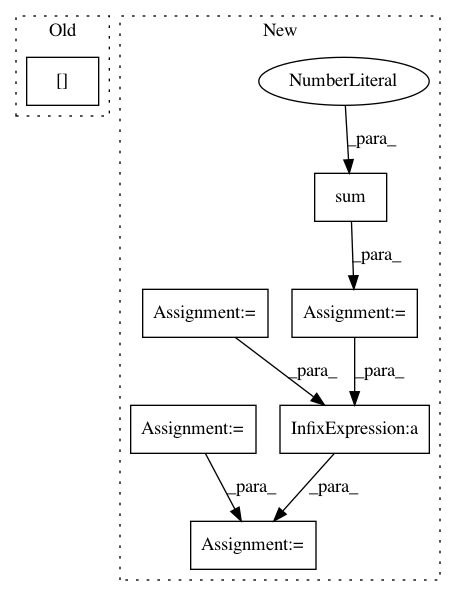 Old
New
[]
NumberLiteral
_para_
sum
_para_
Assignment:=
Assignment:=
_para_
_para_
Assignment:=
InfixExpression:a
_para_
_para_
Assignment:=